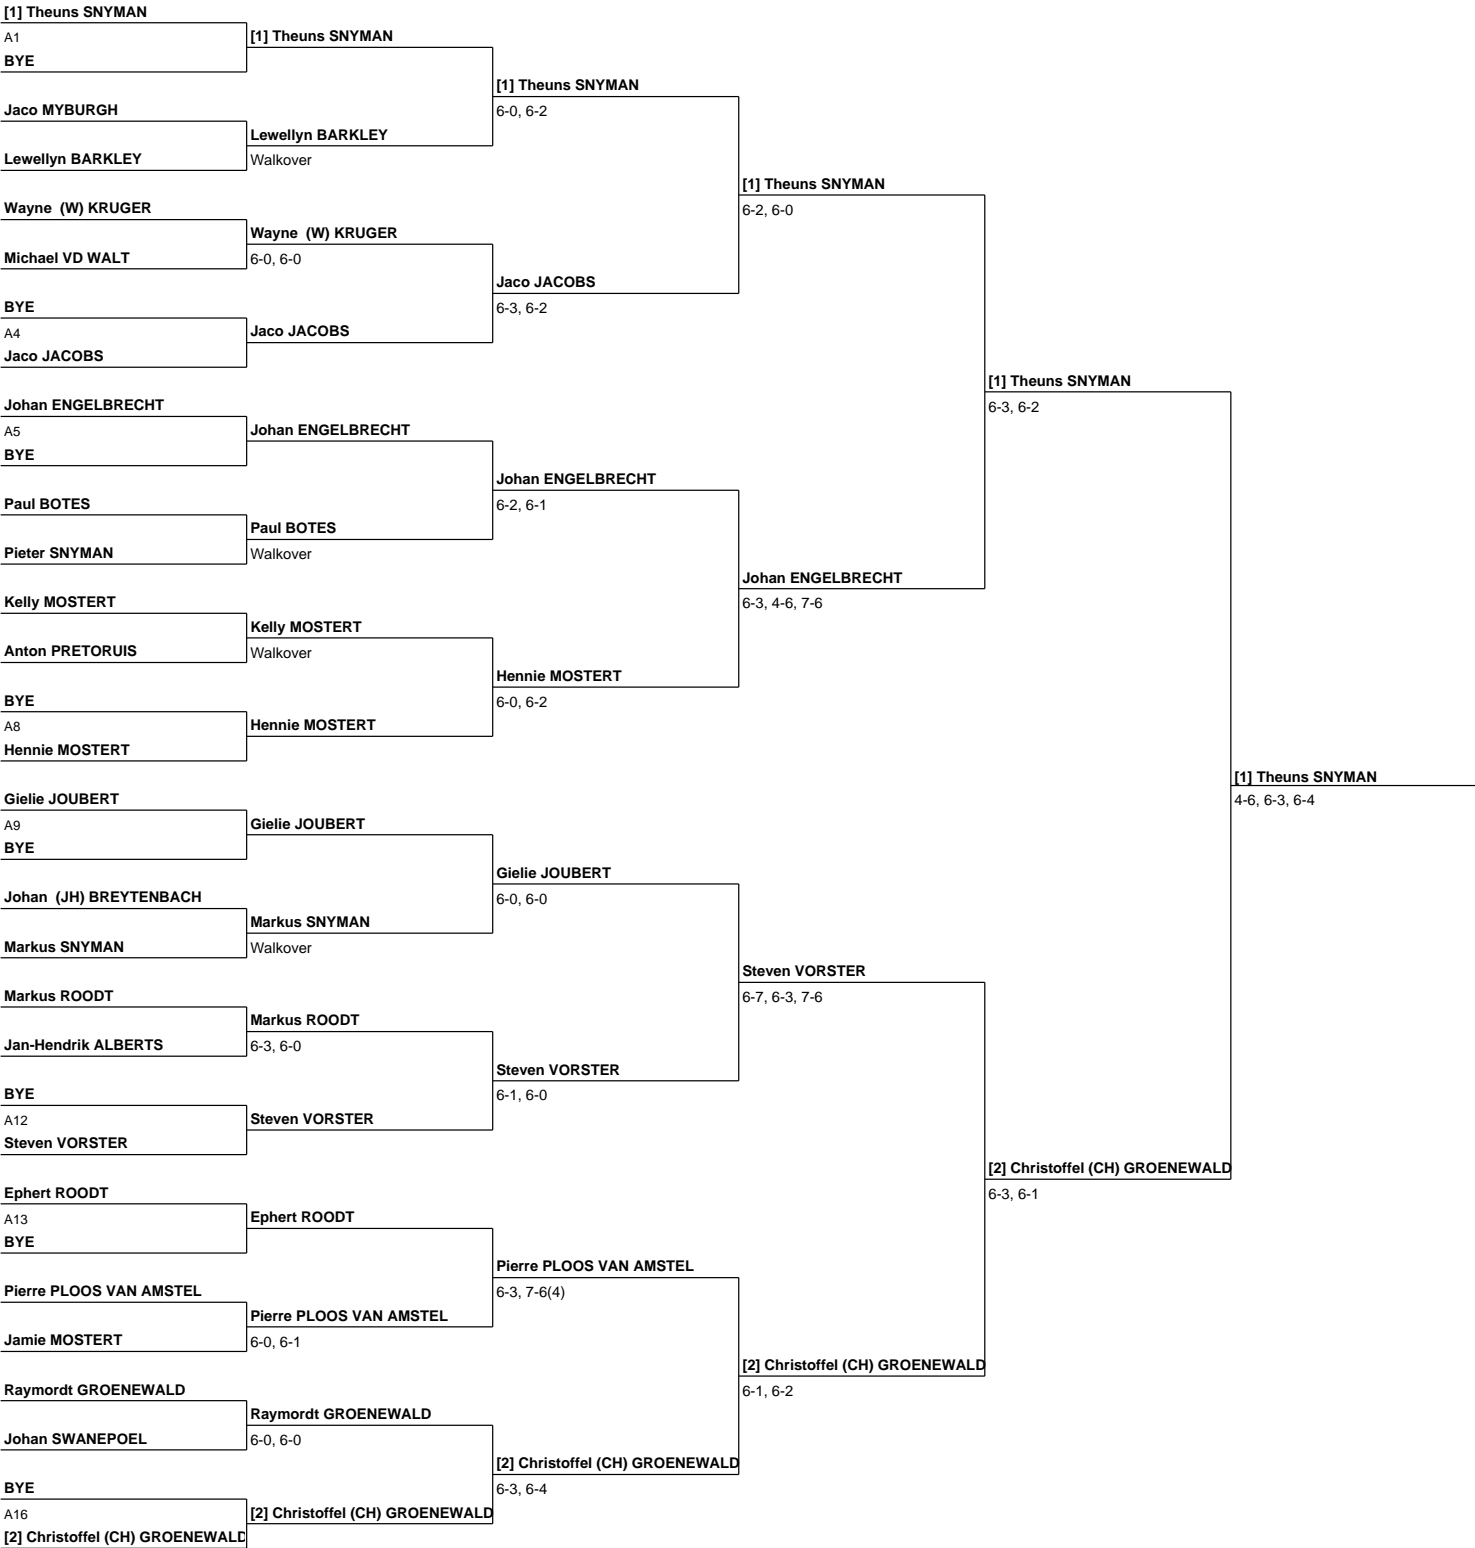 [1] Theuns SNYMAN
A1
BYE
Jaco MYBURGH
Lewellyn BARKLEY
Wayne  (W) KRUGER
Michael VD WALT
BYE
A4
Jaco JACOBS
Johan ENGELBRECHT
A5
BYE
Paul BOTES
Pieter SNYMAN
Kelly MOSTERT
Anton PRETORUIS
BYE
A8
Hennie MOSTERT
Gielie JOUBERT
A9
BYE
Johan  (JH) BREYTENBACH
Markus SNYMAN
Markus ROODT
Jan-Hendrik ALBERTS
BYE
A12
Steven VORSTER
Ephert ROODT
A13
BYE
Pierre PLOOS VAN AMSTEL
Jamie MOSTERT
Raymordt GROENEWALD
Johan SWANEPOEL
BYE
A16
[2] Christoffel (CH) GROENEWALD
[1] Theuns SNYMAN
Lewellyn BARKLEY
Walkover
Wayne  (W) KRUGER
6-0, 6-0
Jaco JACOBS
Johan ENGELBRECHT
Paul BOTES
Walkover
Kelly MOSTERT
Walkover
Hennie MOSTERT
Gielie JOUBERT
Markus SNYMAN
Walkover
Markus ROODT
6-3, 6-0
Steven VORSTER
Ephert ROODT
Pierre PLOOS VAN AMSTEL
6-0, 6-1
Raymordt GROENEWALD
6-0, 6-0
[2] Christoffel (CH) GROENEWALD
[1] Theuns SNYMAN
6-0, 6-2
Jaco JACOBS
6-3, 6-2
Johan ENGELBRECHT
6-2, 6-1
Hennie MOSTERT
6-0, 6-2
Gielie JOUBERT
6-0, 6-0
Steven VORSTER
6-1, 6-0
Pierre PLOOS VAN AMSTEL
6-3, 7-6(4)
[2] Christoffel (CH) GROENEWALD
6-3, 6-4
[1] Theuns SNYMAN
6-2, 6-0
Johan ENGELBRECHT
6-3, 4-6, 7-6
Steven VORSTER
6-7, 6-3, 7-6
[2] Christoffel (CH) GROENEWALD
6-1, 6-2
[1] Theuns SNYMAN
6-3, 6-2
[2] Christoffel (CH) GROENEWALD
6-3, 6-1
[1] Theuns SNYMAN
4-6, 6-3, 6-4